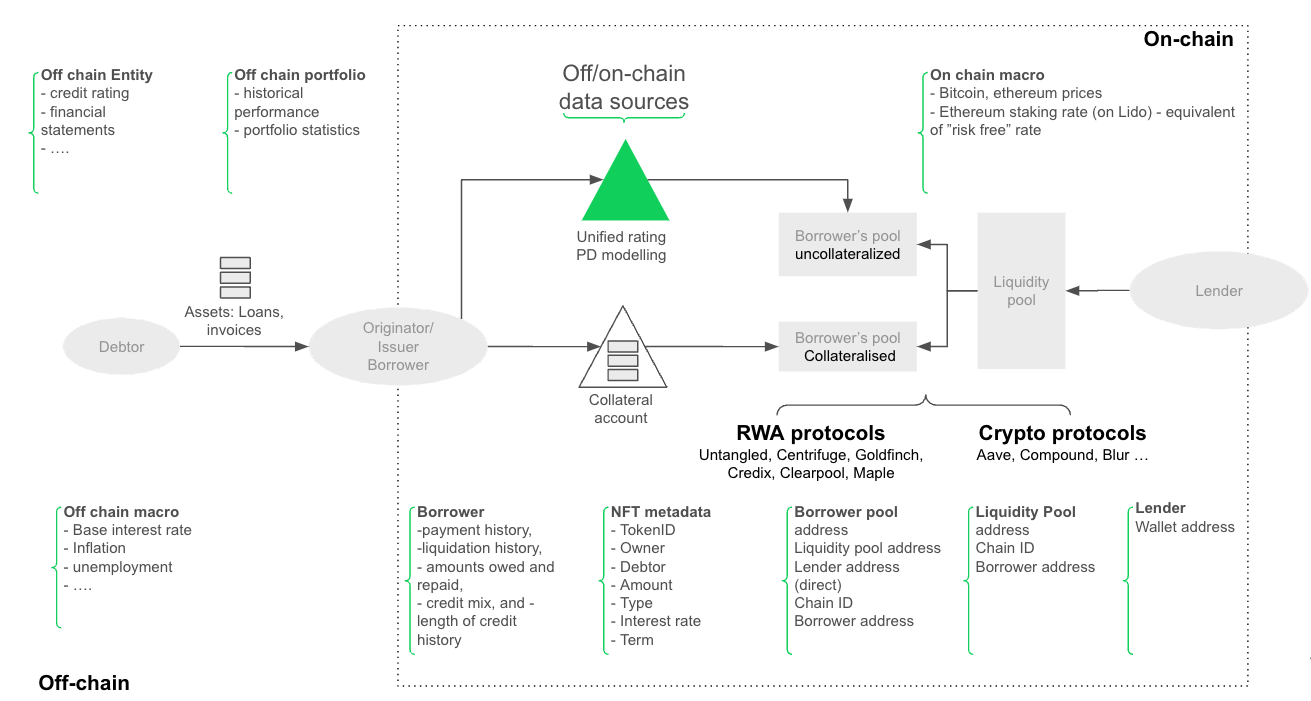 On-chain
Off chain Entity
- credit rating
- financial
statements
- ….
Off chain portfolio
- historical
performance
- portfolio statistics
Off/on-chain
data sources
On chain macro
- Bitcoin, ethereum prices
- Ethereum staking rate (on Lido) - equivalent
of ”risk free” rate
Unified rating
PD modelling
Borrower’s pool
uncollateralized
Liquidity
pool
Lender
Assets: Loans,
invoices
Debtor
Originator/
Issuer
Borrower
Borrower’s pool
Collateralised
Collateral
account
RWA protocols
Untangled, Centrifuge, Goldfinch,
Credix, Clearpool, Maple
Crypto protocols
Aave, Compound, Blur …
Off chain macro
- Base interest rate
- Inflation
- unemployment
- ….
Borrower
-payment history,
-liquidation history,
- amounts owed and
repaid,
- credit mix, and -
length of credit
history
NFT metadata
- TokenID
- Owner
- Debtor
- Amount
- Type
- Interest rate
- Term
Borrower pool
address
Liquidity pool address
Lender address
(direct)
Chain ID
Borrower address
Liquidity Pool
address
Chain ID
Borrower address
Lender
Wallet address
Off-chain